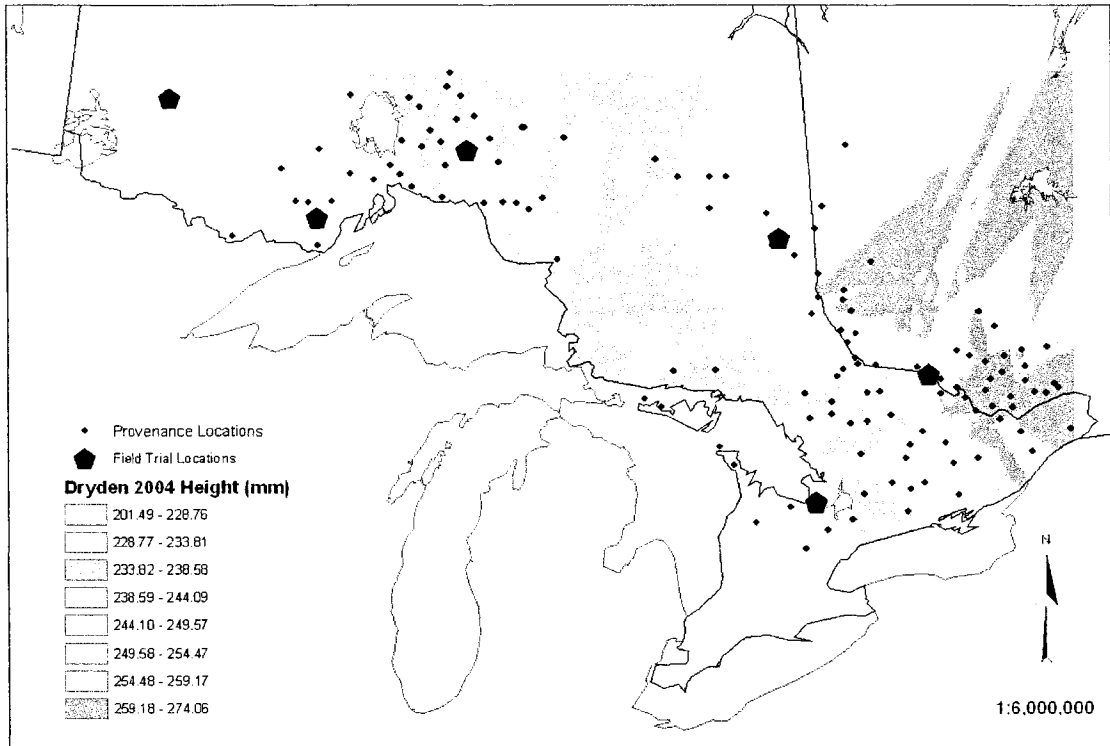 Provenance Locations
Field Trial Locations
Dryden 2004 Height (mm)
201.49 - 228.76
228.77 - 233.81
233.82 - 238.58
238.59 - 244.09
244.10 - 249.57
249.58 - 254.47
254.48 - 259.17
259.18 - 274.06
N
1:6,000,000